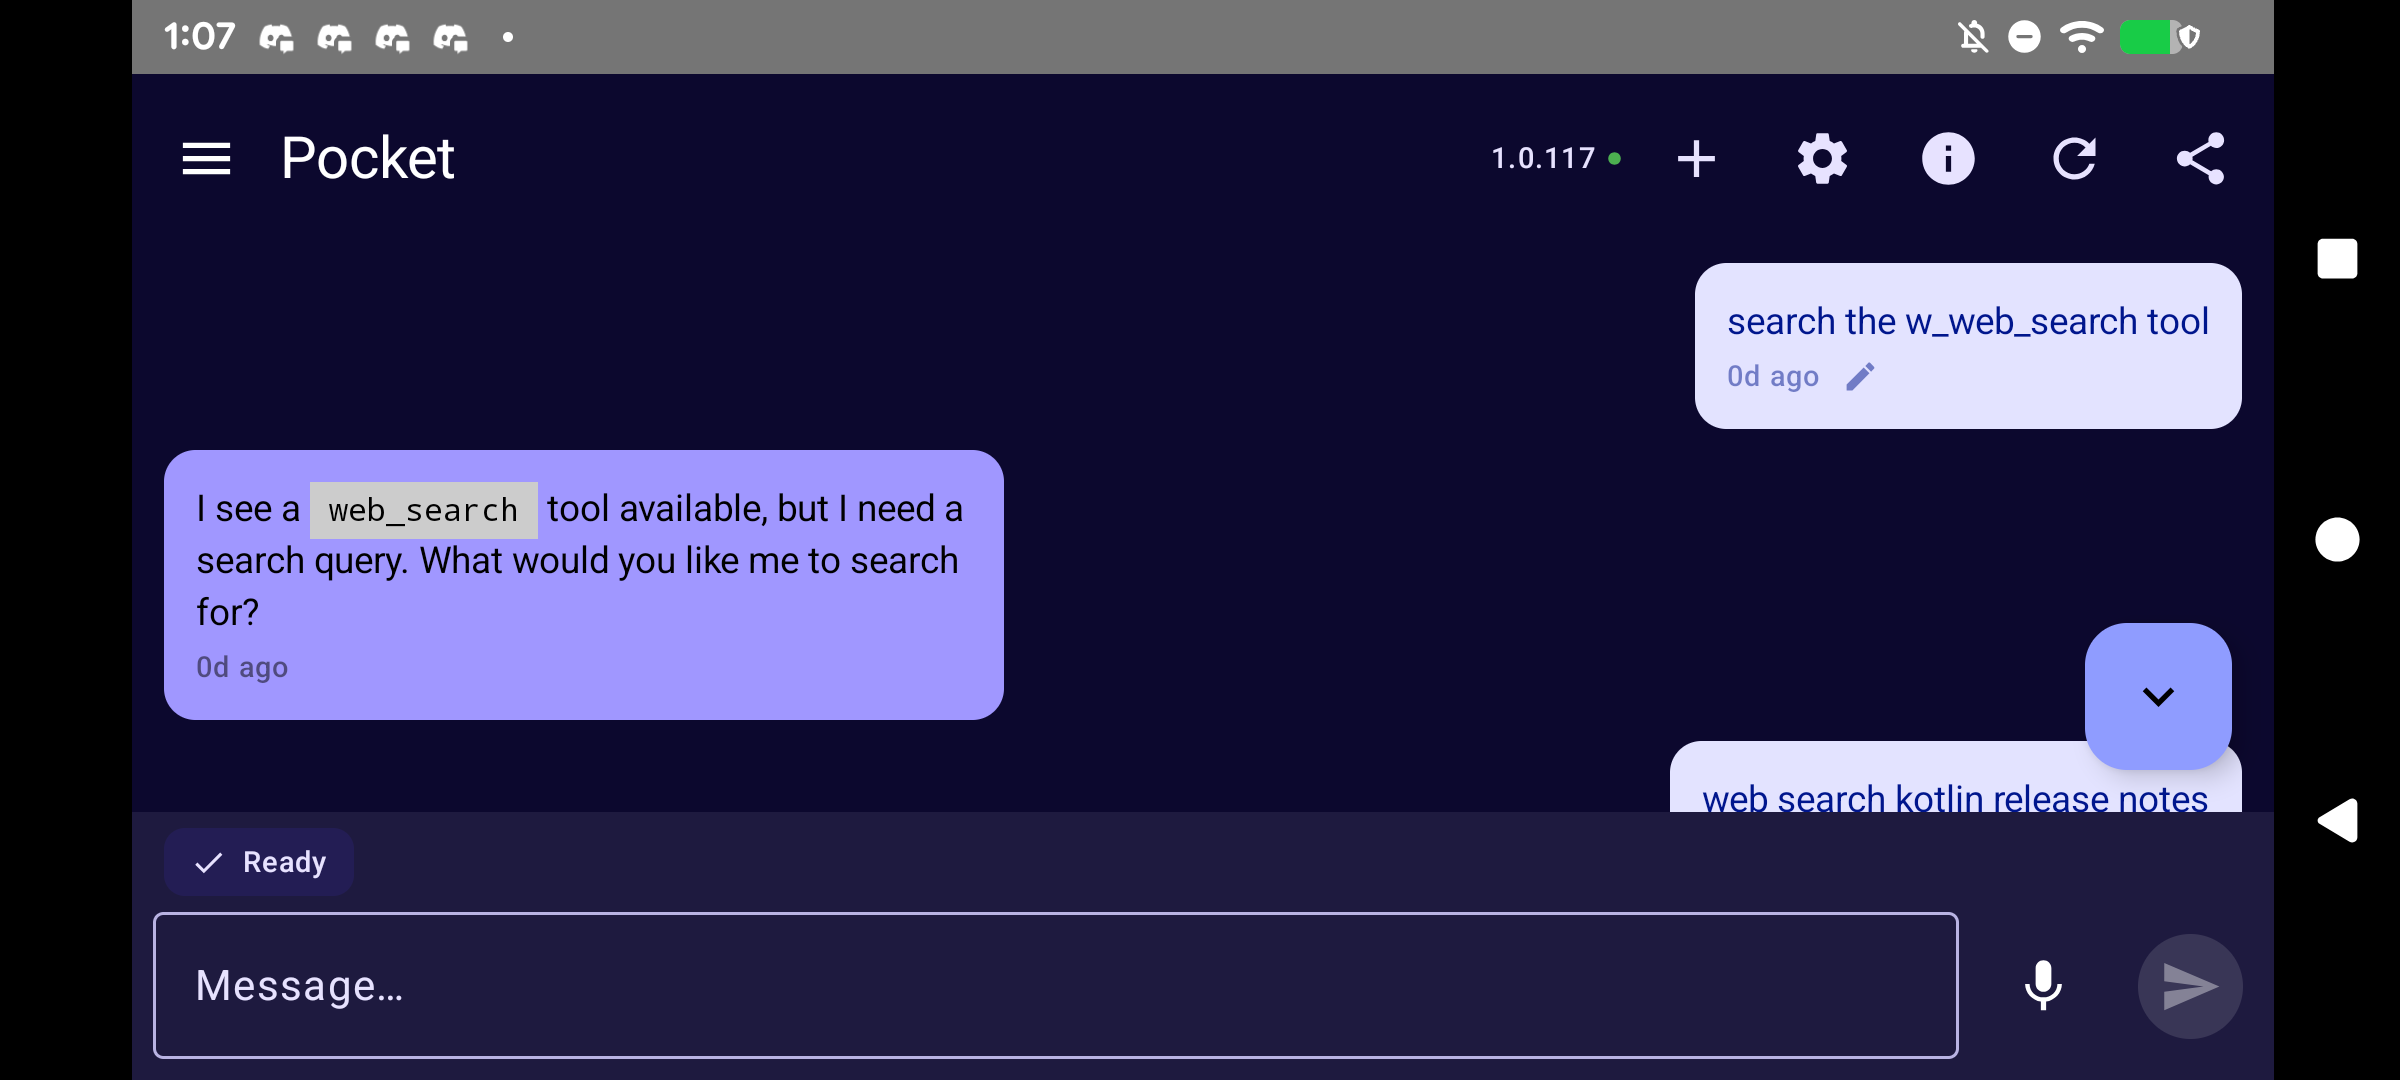 1:07
Pocket
1.0.117
search the w_web_search tool
0d ago
I see a web_search tool available, but I need a
search query. What would you like me to search
for?
0d ago
web search kotlin release notes
Ready
Message…